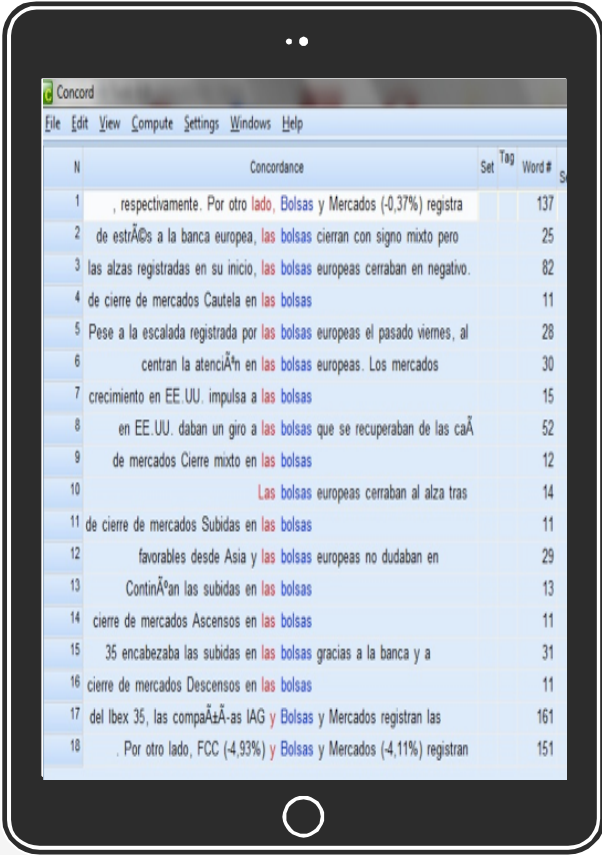 Concord
File Edit View Compute Settings Windows Help
N Concordance Set Tag Word #
1 , respectivamente. Por otro lado, Bolsas y Mercados (-0,37%) registra 137
2 de estrÃ©s a la banca europea, las bolsas cierran con signo mixto pero 25
3 las alzas registradas en su inicio, las bolsas europeas cerraban en negativo. 82
4 de cierre de mercados Cautela en las bolsas 11
5 Pese a la escalada registrada por las bolsas europeas el pasado viernes, al 28
6 centran la atenciÃªn en las bolsas europeas. Los mercados 30
7 crecimiento en EE.UU. impulsa a las bolsas 15
8 en EE.UU. daban un giro a las bolsas que se recuperaban de las caÃ 52
9 de mercados Cierre mixto en las bolsas 12
10 Las bolsas europeas cerraban al alza tras 14
11 de cierre de mercados Subidas en las bolsas 11
12 favorables desde Asia y las bolsas europeas no dudaban en 29
13 ContinÃºan las subidas en las bolsas 13
14 cierre de mercados Ascensos en las bolsas 11
15 35 encabezaba las subidas en las bolsas gracias a la banca y a 31
16 cierre de mercados Descensos en las bolsas 11
17 del Ibex 35, las compaÃ±Ã-as IAG y Bolsas y Mercados registran las 161
18 . Por otro lado, FCC (-4,93%) y Bolsas y Mercados (-4,11%) registran 151